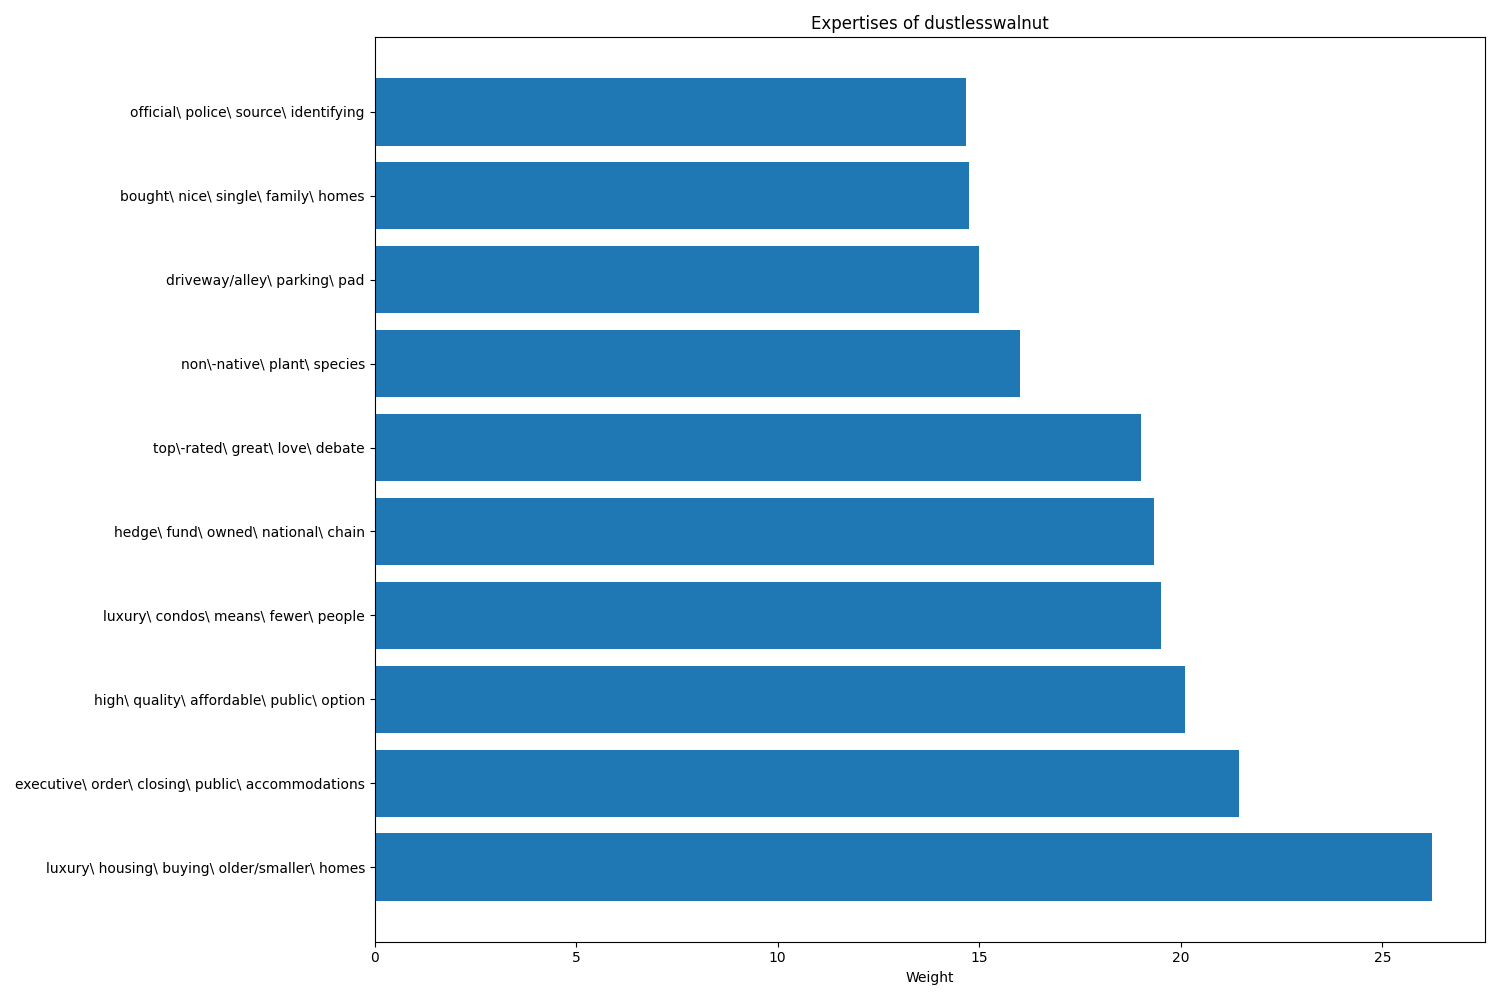 Expertises of dustlesswalnut
official\ police\ source\ identifying
bought\ nice\ single\ family\ homes
driveway/alley\ parking\ pad
non\-native\ plant\ species
top\-rated\ great\ love\ debate
hedge\ fund\ owned\ national\ chain
luxury\ condos\ means\ fewer\ people
high\ quality\ affordable\ public\ option
executive\ order\ closing\ public\ accommodations
luxury\ housing\ buying\ older/smaller\ homes
0 5 10 15 20 25
Weight